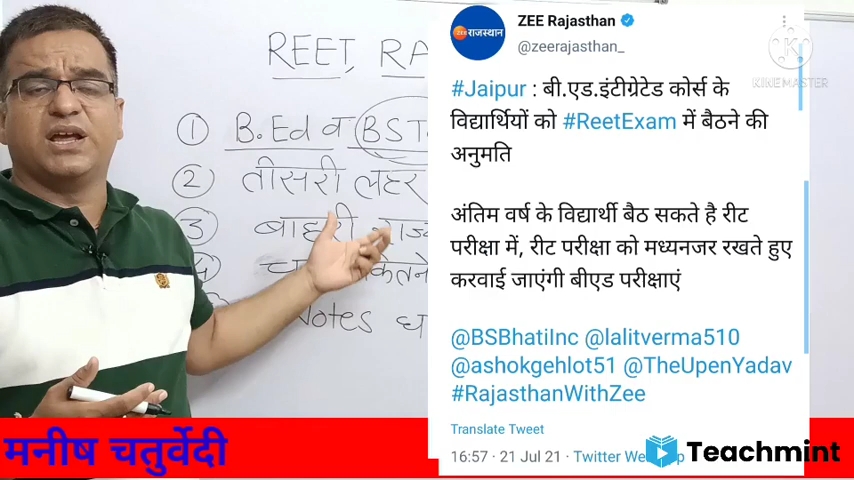 REET, RA
① B.Ed व BST
② तीसरी लहर
③ बाहरी राज
④
Notes
ZEE Rajasthan
राजस्थान
@zeerajasthan_
KINEMASTER
#Jaipur : बी.एड.इंटीग्रेटेड कोर्स के
विद्यार्थियों को #ReetExam में बैठने की
अनुमति
अंतिम वर्ष के विद्यार्थी बैठ सकते है रीट
परीक्षा में, रीट परीक्षा को मध्यनजर रखते हुए
करवाई जाएंगी बीएड परीक्षाएं
@BSBhatiInc @lalitverma510
@ashokgehlot51 @TheUpenYadav
#RajasthanWithZee
Translate Tweet
16:57 · 21 Jul 21 · Twitter
Teachmint
मनीष चतुर्वेदी